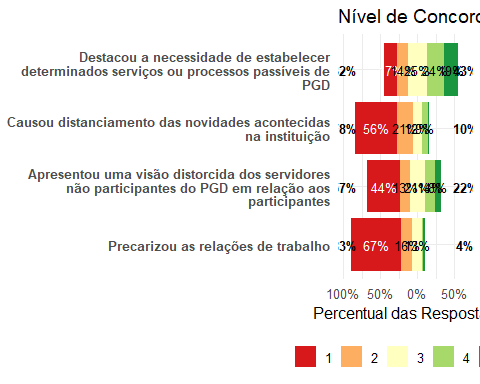 Nível de Concord
Destacou a necessidade de estabelecer
determinados serviços ou processos passíveis de
PGD
Causou distanciamento das novidades acontecidas
na instituição
8%
56%
10%
Apresentou uma visão distorcida dos servidores
não participantes do PGD em relação aos
participantes
7%
44%
22%
Precarizou as relações de trabalho
3%
67%
4%
100% 50% 0% 50%
Percentual das Respost
1 2 3 4